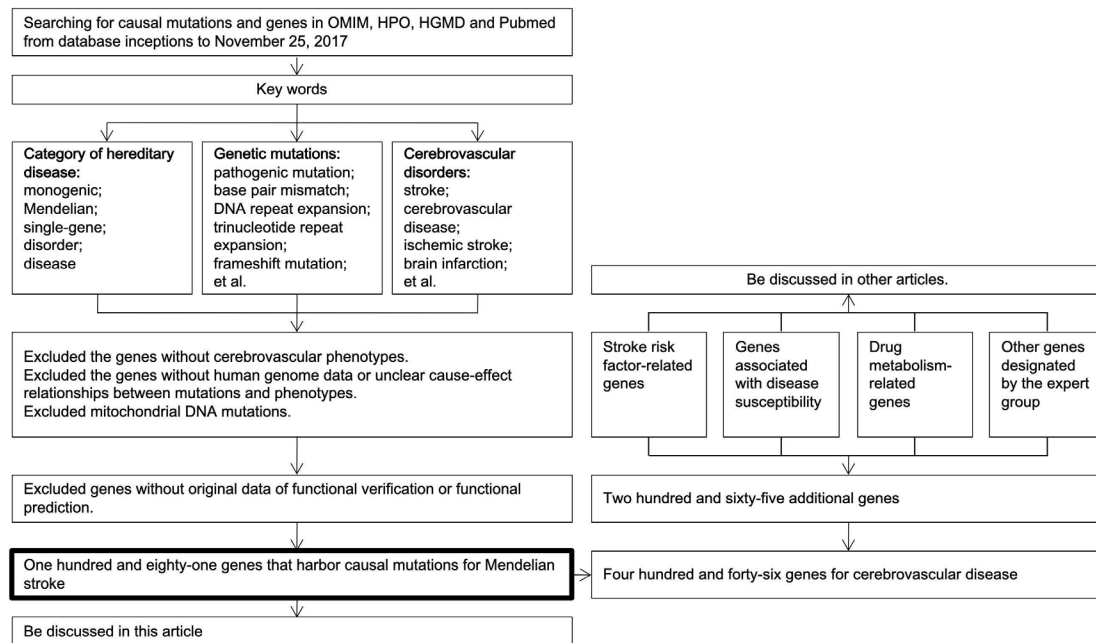 Searching for causal mutations and genes in OMIM, HPO, HGMD and Pubmed
from database inceptions to November 25, 2017
Key words
Category of hereditary
disease:
monogenic;
Mendelian;
single-gene;
disorder;
disease
Genetic mutations:
pathogenic mutation;
base pair mismatch;
DNA repeat expansion;
trinucleotide repeat
expansion;
frameshift mutation;
et al.
Cerebrovascular
disorders:
stroke;
cerebrovascular
disease;
ischemic stroke;
brain infarction;
et al.
Excluded the genes without cerebrovascular phenotypes.
Excluded the genes without human genome data or unclear cause-effect
relationships between mutations and phenotypes.
Excluded mitochondrial DNA mutations.
Excluded genes without original data of functional verification or functional
prediction.
One hundred and eighty-one genes that harbor causal mutations for Mendelian
stroke
Be discussed in this article
Be discussed in other articles.
Stroke risk
factor-related
genes
Genes
associated
with disease
susceptibility
Drug
metabolism-
related
genes
Other genes
designated
by the expert
group
Two hundred and sixty-five additional genes
Four hundred and forty-six genes for cerebrovascular disease